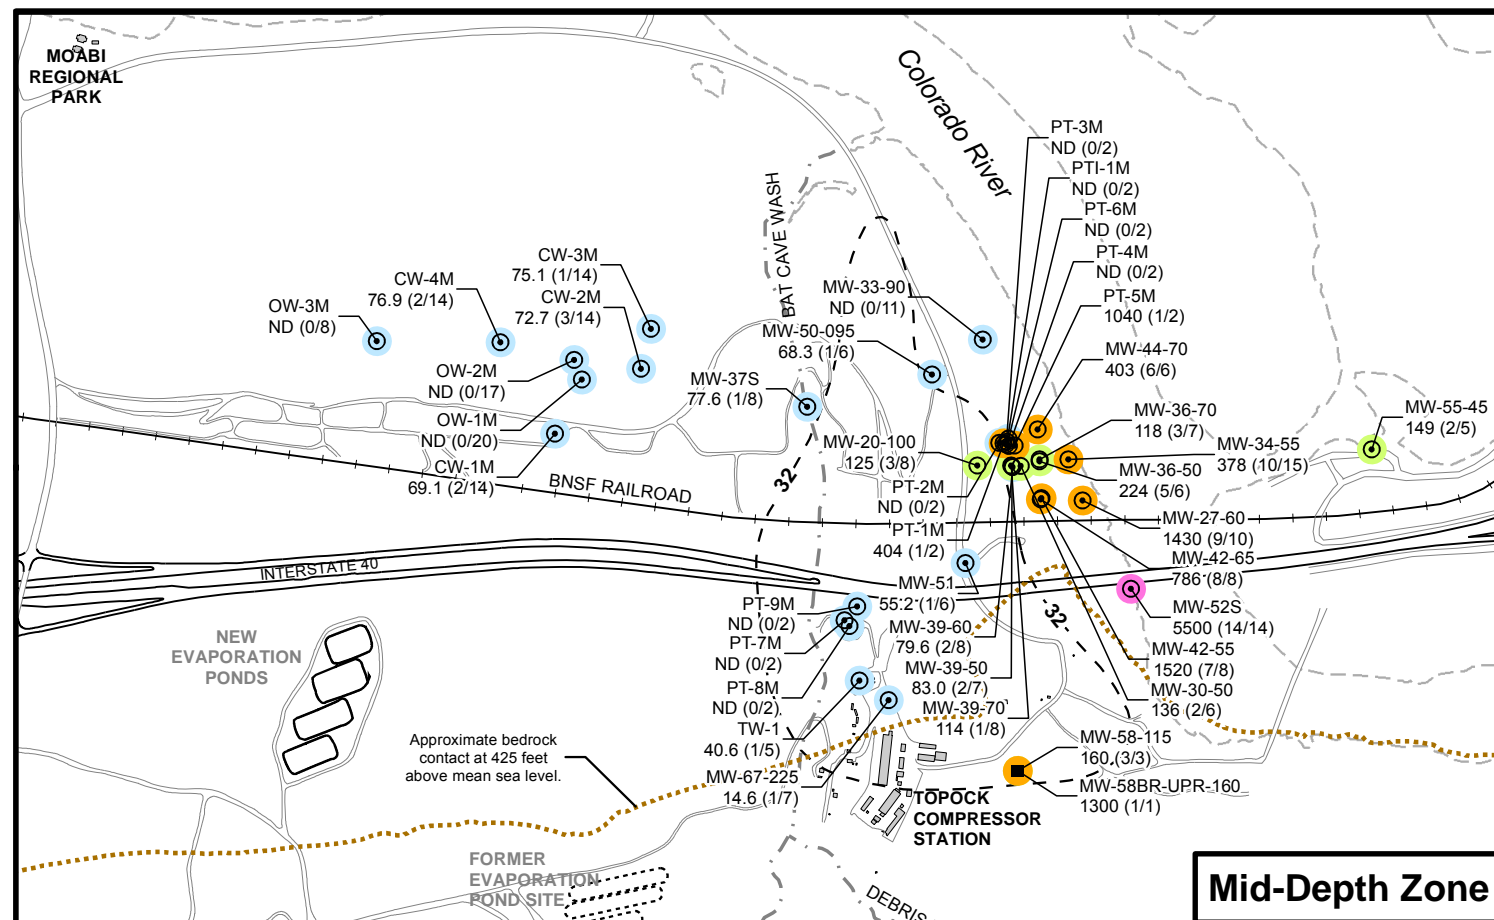 MOABI
REGIONAL
PARK
Colorado River
BAT CAVE WASH
PT-3M
ND (0/2)
PTI-1M
ND (0/2)
PT-6M
ND (0/2)
PT-4M
ND (0/2)
PT-5M
1040 (1/2)
MW-44-70
403 (6/6)
CW-3M
75.1 (1/14)
CW-4M
76.9 (2/14)
CW-2M
72.7 (3/14)
OW-3M
ND (0/8)
MW-33-90
ND (0/11)
MW-50-095
68.3 (1/6)
OW-2M
ND (0/17)
MW-37S
77.6 (1/8)
MW-36-70
118 (3/7)
MW-55-45
149 (2/5)
OW-1M
ND (0/20)
MW-20-100
125 (3/8)
MW-34-55
378 (10/15)
CW-1M
69.1 (2/14)
MW-36-50
224 (5/6)
32
BNSF RAILROAD
PT-2M
ND (0/2)
MW-27-60
1430 (9/10)
PT-1M
404 (1/2)
MW-42-65
786 (8/8)
INTERSTATE 40
MW-51
55.2 (1/6)
PT-9M
ND (0/2)
MW-52S
5500 (14/14)
32
MW-39-60
79.6 (2/8)
NEW
EVAPORATION
PONDS
PT-7M
ND (0/2)
MW-42-55
1520 (7/8)
MW-39-50
83.0 (2/7)
PT-8M
ND (0/2)
MW-30-50
136 (2/6)
MW-39-70
114 (1/8)
TW-1
40.6 (1/5)
Approximate bedrock
contact at 425 feet
above mean sea level.
MW-58-115
160 (3/3)
MW-67-225
14.6 (1/7)
MW-58BR-UPR-160
1300 (1/1)
TOPOCK
COMPRESSOR
STATION
FORMER
EVAPORATION
POND SITE
DEBRIS
Mid-Depth Zone